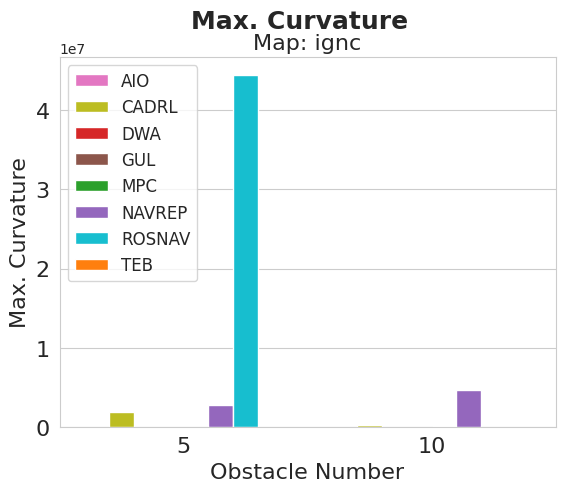 Max. Curvature
Map: ignc
1e7
AIO
CADRL
DWA
GUL
MPC
NAVREP
ROSNAV
TEB
Max. Curvature
4
3
2
1
0
5
10
Obstacle Number